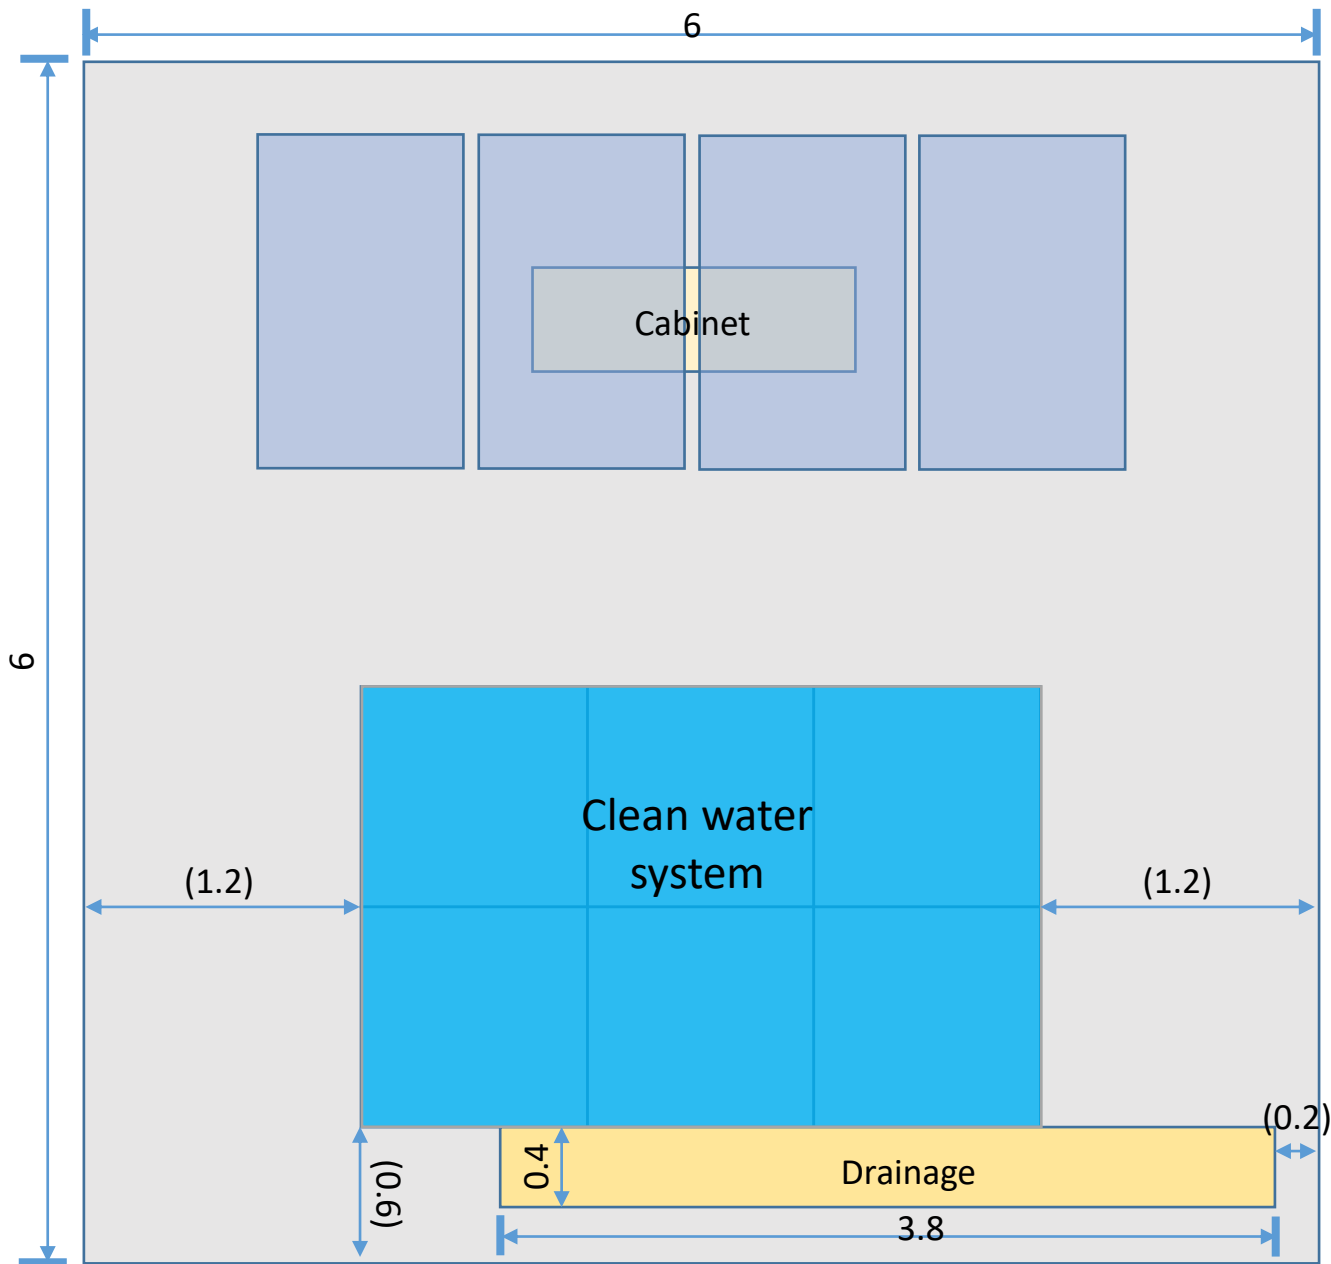 6
Cabinet
6
Clean water
system
(1.2)
(1.2)
(0.2)
0.4
(0.6)
Drainage
3.8